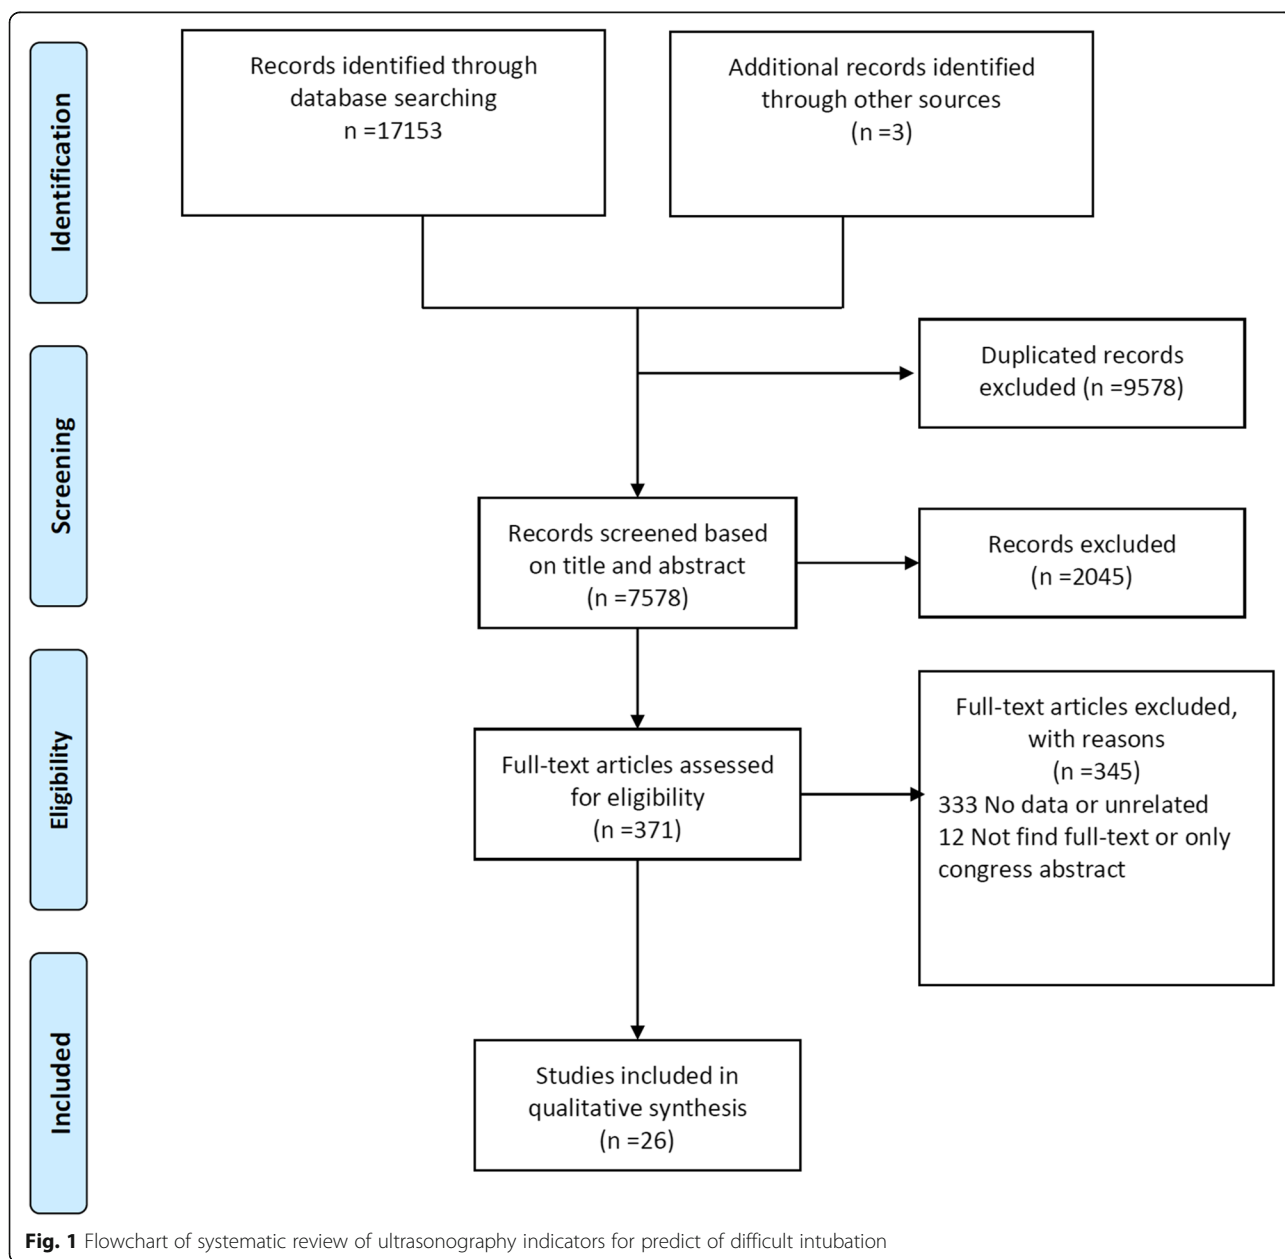 Identification
Records identified through
database searching
n =17153
Additional records identified
through other sources
(n =3)
Screening
Duplicated records
excluded (n =9578)
Records screened based
on title and abstract
(n =7578)
Records excluded
(n =2045)
Eligibility
Full-text articles assessed
for eligibility
(n =371)
Full-text articles excluded,
with reasons
(n =345)
333 No data or unrelated
12 Not find full-text or only
congress abstract
Included
Studies included in
qualitative synthesis
(n =26)
Fig. 1 Flowchart of systematic review of ultrasonography indicators for predict of difficult intubation